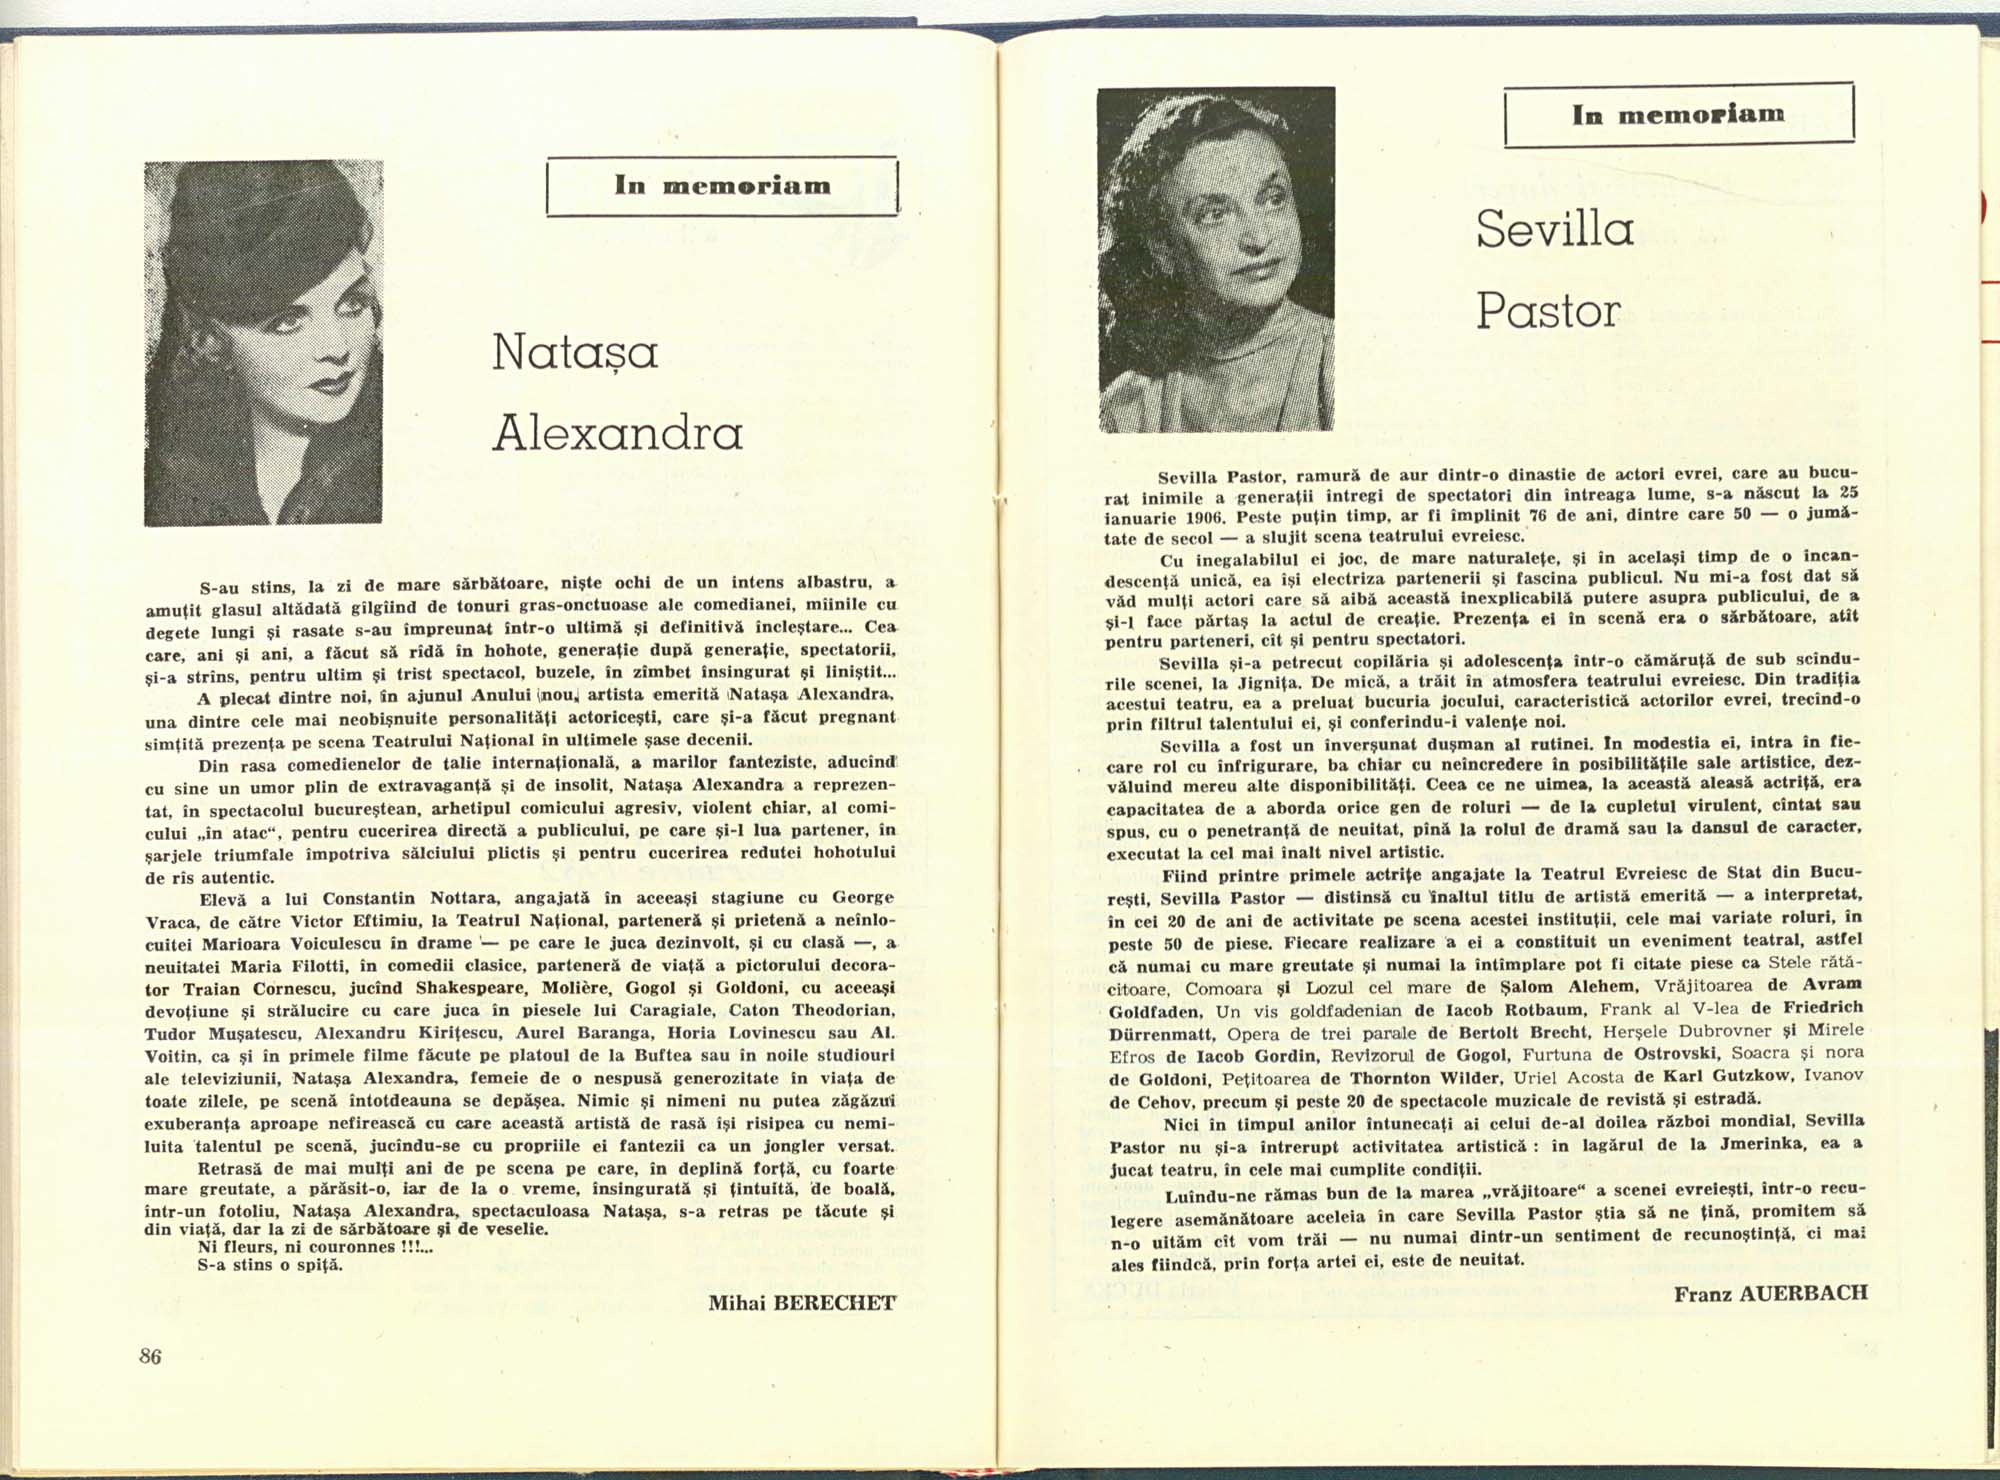 In memoriam
Natașa
Alexandra
S-au stins, la zi de mare sărbătoare, niște ochi de un intens albastru, a
amuțit glasul altădată gîlgîind de tonuri gras-onctuoase ale comedianei, mîinile cu
degete lungi și rasate s-au împreunat într-o ultimă și definitivă încleștare... Cea
care, ani și ani, a făcut să rîdă în hohote, generație după generație, spectatorii,
și-a strîns, pentru ultim și trist spectacol, buzele, în zîmbet însingurat și liniștit...
A plecat dintre noi, în ajunul Anului nou, artista emerită Natașa Alexandra,
una dintre cele mai neobișnuite personalități actoricești, care și-a făcut pregnant
simțită prezența pe scena Teatrului Național în ultimele șase decenii.
Din rasa comedienelor de talie internațională, a marilor fanteziste, aducînd
cu sine un umor plin de extravaganță și de insolit, Natașa Alexandra a reprezen-
tat, în spectacolul bucureștean, arhetipul comicului agresiv, violent chiar, al comi-
cului „în atac“, pentru cucerirea directă a publicului, pe care și-l lua partener, în
șarjele triumfale împotriva sălciului plictis și pentru cucerirea redutei hohotului
de rîs autentic.
Elevă a lui Constantin Nottara, angajată în aceeași stagiune cu George
Vraca, de către Victor Eftimiu, la Teatrul Național, parteneră și prietenă a neînlo-
cuitei Marioara Voiculescu în drame — pe care le juca dezinvolt, și cu clasă —, a
neuitatei Maria Filotti, în comedii clasice, parteneră de viață a pictorului decora-
tor Traian Cornescu, jucînd Shakespeare, Molière, Gogol și Goldoni, cu aceeași
devoțiune și strălucire cu care juca în piesele lui Caragiale, Caton Theodorian,
Tudor Mușatescu, Alexandru Kirițescu, Aurel Baranga, Horia Lovinescu sau Al.
Voitin, ca și în primele filme făcute pe platoul de la Buftea sau în noile studiouri
ale televiziunii, Natașa Alexandra, femeie de o nespusă generozitate în viața de
toate zilele, pe scenă întotdeauna se depășea. Nimic și nimeni nu putea zăgăzui
exuberanța aproape nefirească cu care această artistă de rasă își risipea cu nemi-
luita talentul pe scenă, jucîndu-se cu propriile ei fantezii ca un jongler versat.
Retrasă de mai mulți ani de pe scena pe care, în deplină forță, cu foarte
mare greutate, a părăsit-o, iar de la o vreme, însingurată și țintuită, de boală,
într-un fotoliu, Natașa Alexandra, spectaculoasa Natașa, s-a retras pe tăcute și
din viață, dar la zi de sărbătoare și de veselie.
Ni fleurs, ni couronnes !!!...
S-a stins o spiță.
Mihai BERECHET
86
In memoriam
Sevilla
Pastor
Sevilla Pastor, ramură de aur dintr-o dinastie de actori evrei, care au bucu-
rat inimile a generații întregi de spectatori din întreaga lume, s-a născut la 25
ianuarie 1906. Peste puțin timp, ar fi împlinit 76 de ani, dintre care 50 — o jumă-
tate de secol — a slujit scena teatrului evreiesc.
Cu inegalabilul ei joc, de mare naturalețe, și în același timp de o incan-
descență unică, ea își electriza partenerii și fascina publicul. Nu mi-a fost dat să
văd mulți actori care să aibă această inexplicabilă putere asupra publicului, de a
și-l face părtaș la actul de creație. Prezența ei în scenă era o sărbătoare, atît
pentru parteneri, cît și pentru spectatori.
Sevilla și-a petrecut copilăria și adolescența într-o cămăruță de sub scîndu-
rile scenei, la Jignița. De mică, a trăit în atmosfera teatrului evreiesc. Din tradiția
acestui teatru, ea a preluat bucuria jocului, caracteristică actorilor evrei, trecînd-o
prin filtrul talentului ei, și conferindu-i valențe noi.
Sevilla a fost un înverșunat dușman al rutinei. In modestia ei, intra în fie-
care rol cu înfrigurare, ba chiar cu neîncredere în posibilitățile sale artistice, dez-
văluind mereu alte disponibilități. Ceea ce ne uimea, la această aleasă actriță, era
capacitatea de a aborda orice gen de roluri — de la cupletul virulent, cîntat sau
spus, cu o penetranță de neuitat, pînă la rolul de dramă sau la dansul de caracter,
executat la cel mai înalt nivel artistic.
Fiind printre primele actrițe angajate la Teatrul Evreiesc de Stat din Bucu-
rești, Sevilla Pastor — distinsă cu înaltul titlu de artistă emerită — a interpretat,
în cei 20 de ani de activitate pe scena acestei instituții, cele mai variate roluri, în
peste 50 de piese. Fiecare realizare a ei a constituit un eveniment teatral, astfel
că numai cu mare greutate și numai la întîmplare pot fi citate piese ca Stele rătă-
citoare, Comoara și Lozul cel mare de Șalom Alehem, Vrăjitoarea de Avram
Goldfaden, Un vis goldfadenian de Iacob Rotbaum, Frank al V-lea de Friedrich
Dürrenmatt, Opera de trei parale de Bertolt Brecht, Herșele Dubrovner și Mirele
Efros de Iacob Gordin, Revizorul de Gogol, Furtuna de Ostrovski, Soacra și nora
de Goldoni, Pețitoarea de Thornton Wilder, Uriel Acosta de Karl Gutzkow, Ivanov
de Cehov, precum și peste 20 de spectacole muzicale de revistă și estradă.
Nici în timpul anilor întunecați ai celui de-al doilea război mondial, Sevilla
Pastor nu și-a întrerupt activitatea artistică : în lagărul de la Jmerinka, ea a
jucat teatru, în cele mai cumplite condiții.
Luîndu-ne rămas bun de la marea „vrăjitoare“ a scenei evreiești, într-o recu-
legere asemănătoare aceleia în care Sevilla Pastor știa să ne țină, promitem să
n-o uităm cît vom trăi — nu numai dintr-un sentiment de recunoștință, ci mai
ales fiindcă, prin forța artei ei, este de neuitat.
Franz AUERBACH